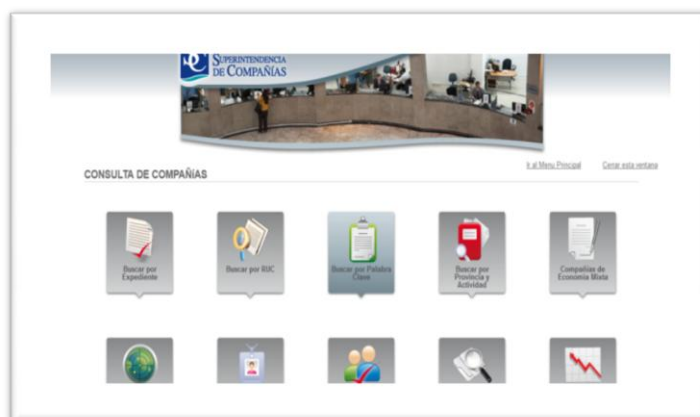 SUPERINTENDENCIA
DE COMPAÑÍAS
Ir al Menu Principal
Cerrar esta ventana
CONSULTA DE COMPAÑíAS
Buscar por
Expediente
Buscar por RUC
Buscar por Palabra
Clave
Buscar por
Provincia y
Actividad
Compañías de
Economía Mixta